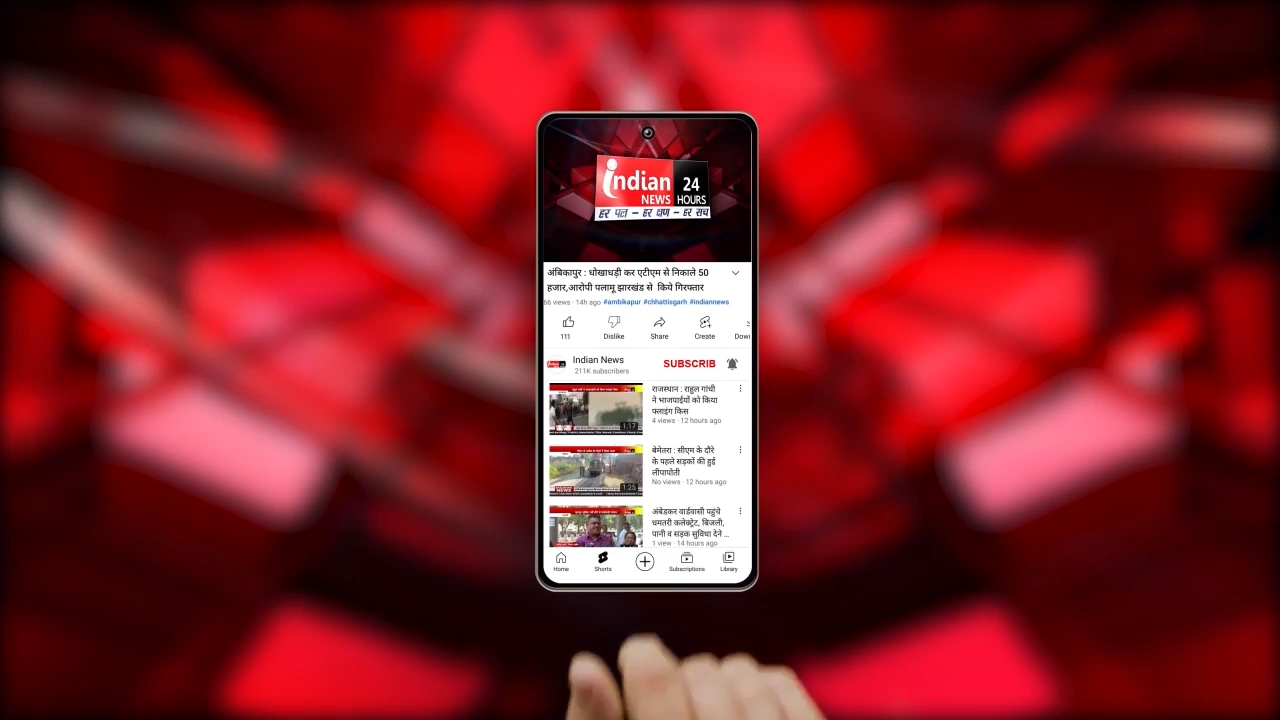 indian
NEWS
24
HOURS
हर पल – हर क्षण – हर सच
अंबिकापुर : धोखाधड़ी कर एटीएम से निकाले 50
हजार,आरोपी पलामू झारखंड से किये गिरफ्तार
66 views · 14h ago #ambikapur #chhattisgarh #indiannews
111
Dislike
Share
Create
Down
Indian News
211K subscribers
SUBSCRIB
राजस्थान : राहुल गांधी
ने भाजपाईयों को किया
फ्लाइंग किस
4 views · 12 hours ago
1:17
बेमेतरा : सीएम के दौरे
के पहले सड़कों की हुई
लीपापोती
No views · 12 hours ago
1:25
अंबेडकर वार्डवासी पहुंचे
धमतरी कलेक्ट्रेट, बिजली,
पानी व सड़क सुविधा देने ...
1 view · 14 hours ago
Home
Shorts
Subscriptions
Library